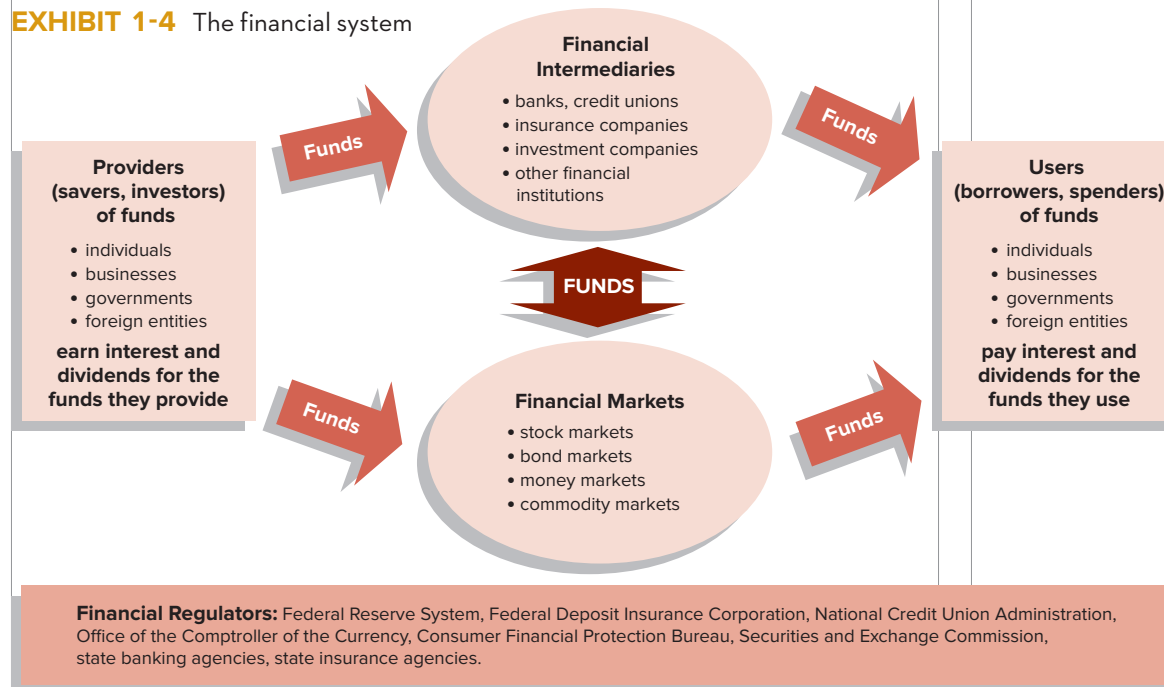 EXHIBIT 1-4 The financial system
Financial
Intermediaries
• banks, credit unions
• insurance companies
• investment companies
• other financial
institutions
Funds
Funds
Providers
(savers, investors)
of funds
• individuals
• businesses
• governments
• foreign entities
earn interest and
dividends for the
funds they provide
FUNDS
Users
(borrowers, spenders)
of funds
• individuals
• businesses
• governments
• foreign entities
pay interest and
dividends for the
funds they use
Funds
Funds
Financial Markets
• stock markets
• bond markets
• money markets
• commodity markets
Financial Regulators: Federal Reserve System, Federal Deposit Insurance Corporation, National Credit Union Administration,
Office of the Comptroller of the Currency, Consumer Financial Protection Bureau, Securities and Exchange Commission,
state banking agencies, state insurance agencies.